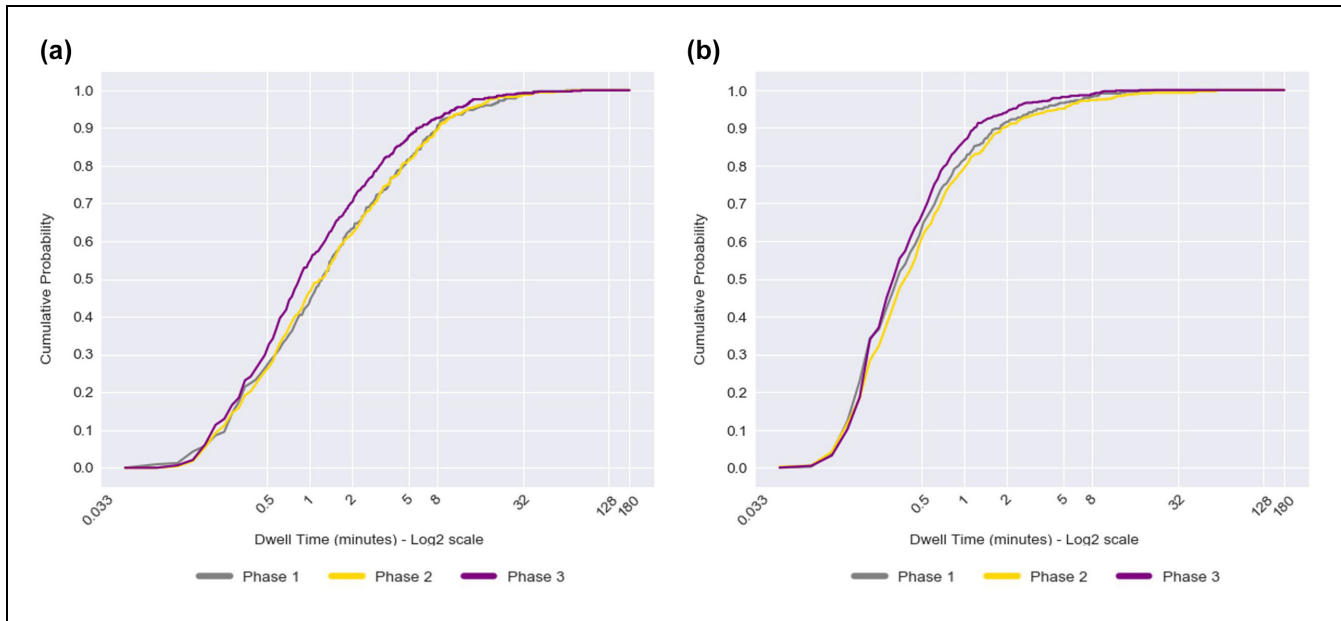 (a)
1.0
0.9
0.8
0.7
0.6
0.5
0.4
0.3
0.2
0.1
0.0
Cumulative Probability
0.033 0.5 1 2 5 8 32 128 180
Dwell Time (minutes) - Log2 scale
Phase 1 Phase 2 Phase 3
(b)
1.0
0.9
0.8
0.7
0.6
0.5
0.4
0.3
0.2
0.1
0.0
Cumulative Probability
0.033 0.5 1 2 5 8 32 128 180
Dwell Time (minutes) - Log2 scale
Phase 1 Phase 2 Phase 3